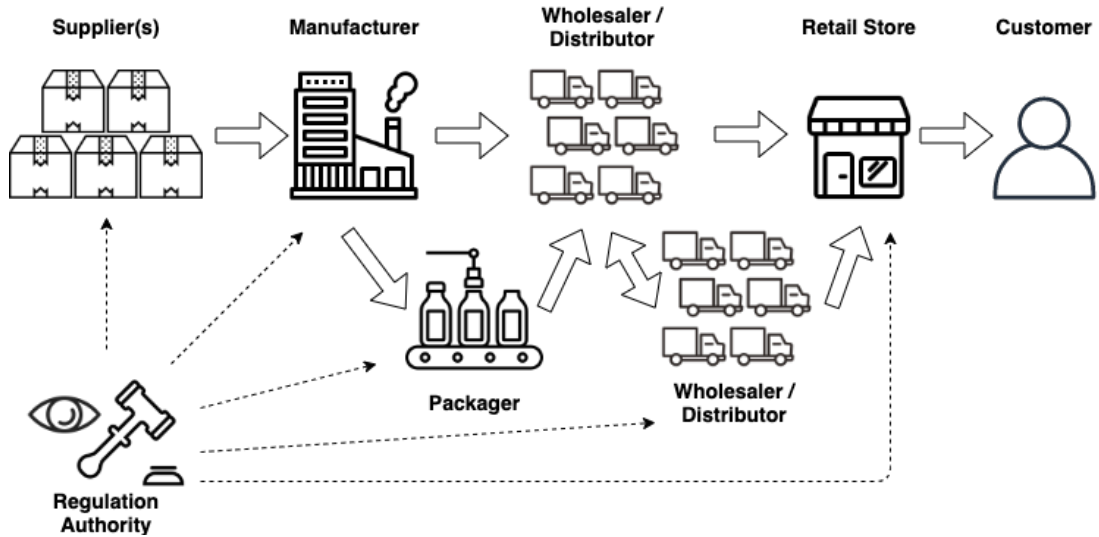 Supplier(s)
Manufacturer
Wholesaler /
Distributor
Retail Store
Customer
Packager
Wholesaler /
Distributor
Regulation
Authority